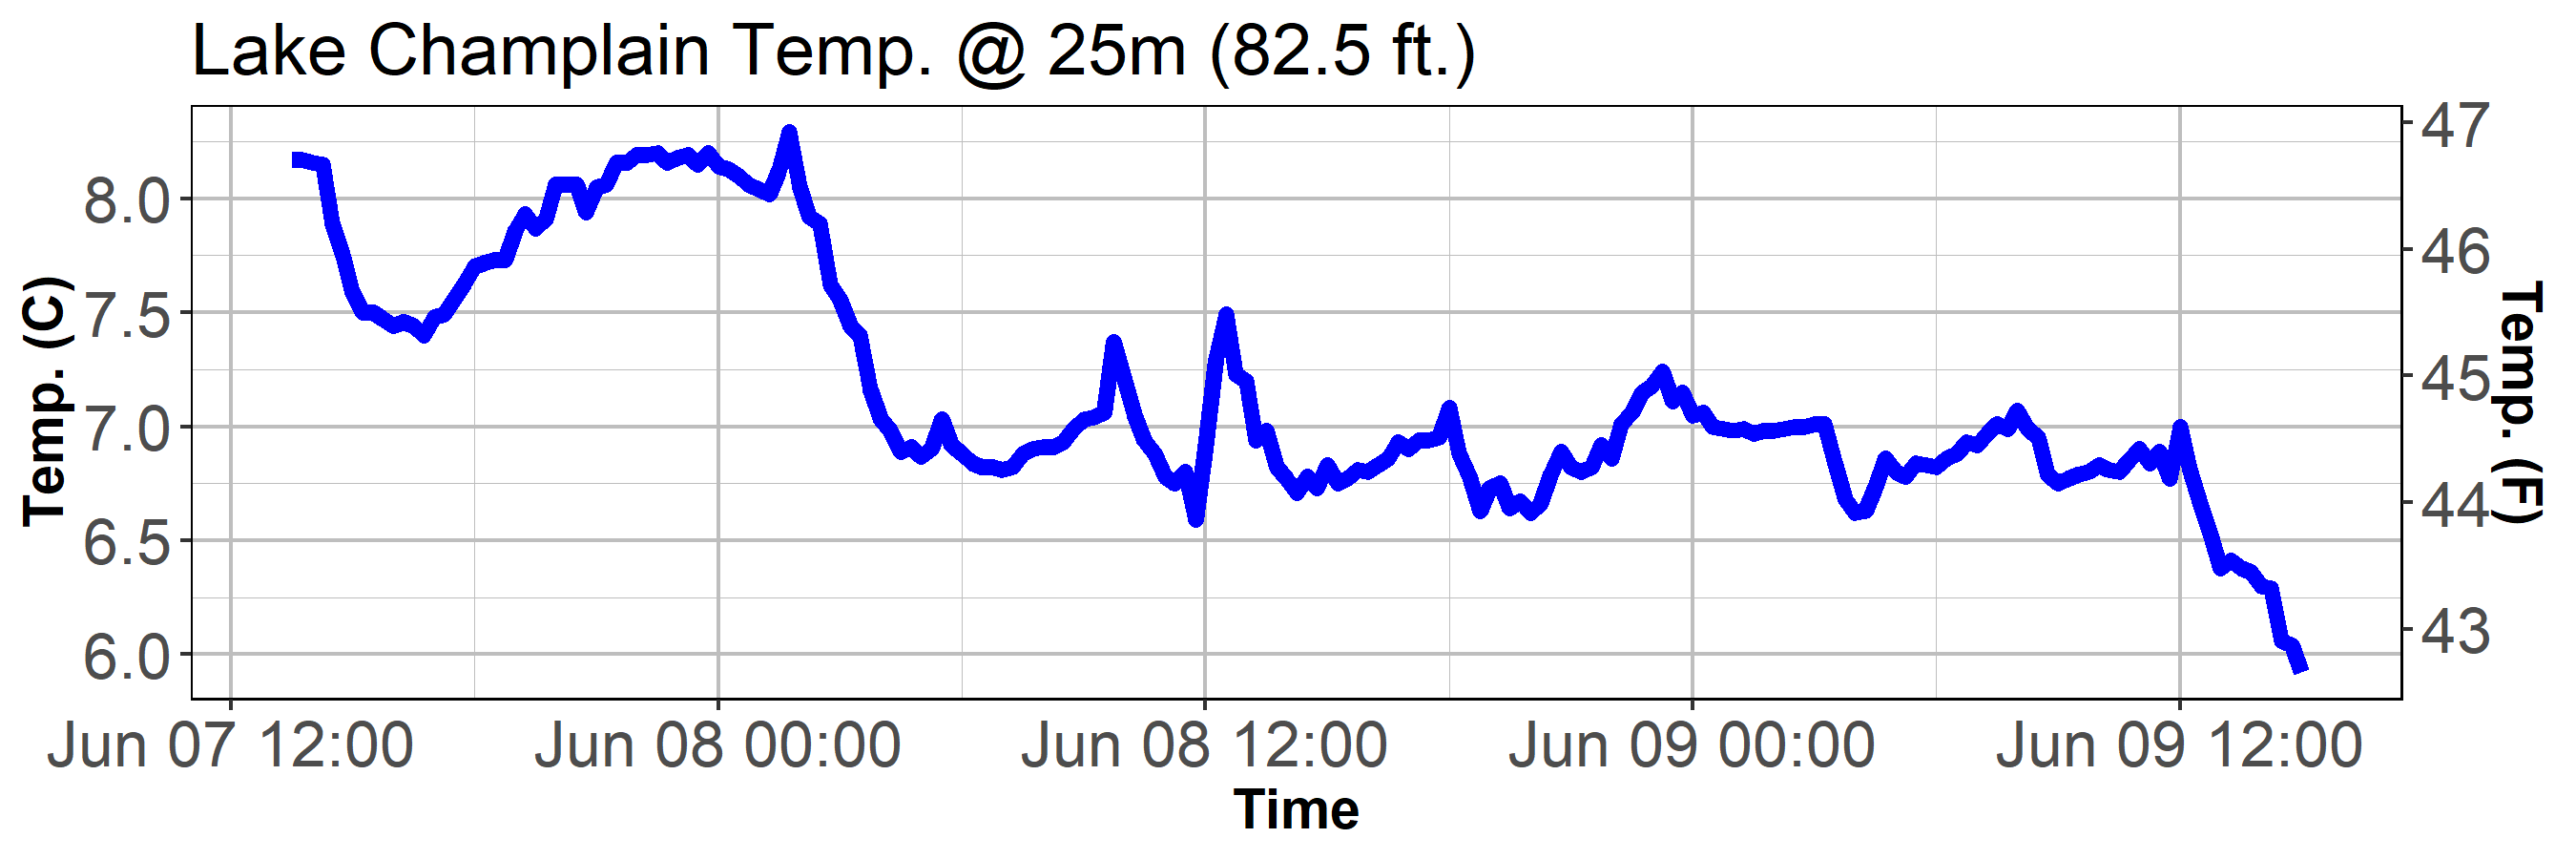 Lake Champlain Temp. @ 25m (82.5 ft.)
Temp. (C)
8.0
7.5
7.0
6.5
6.0
47
46
45
44
43
Temp. (F)
Jun 07 12:00
Jun 08 00:00
Jun 08 12:00
Jun 09 00:00
Jun 09 12:00
Time